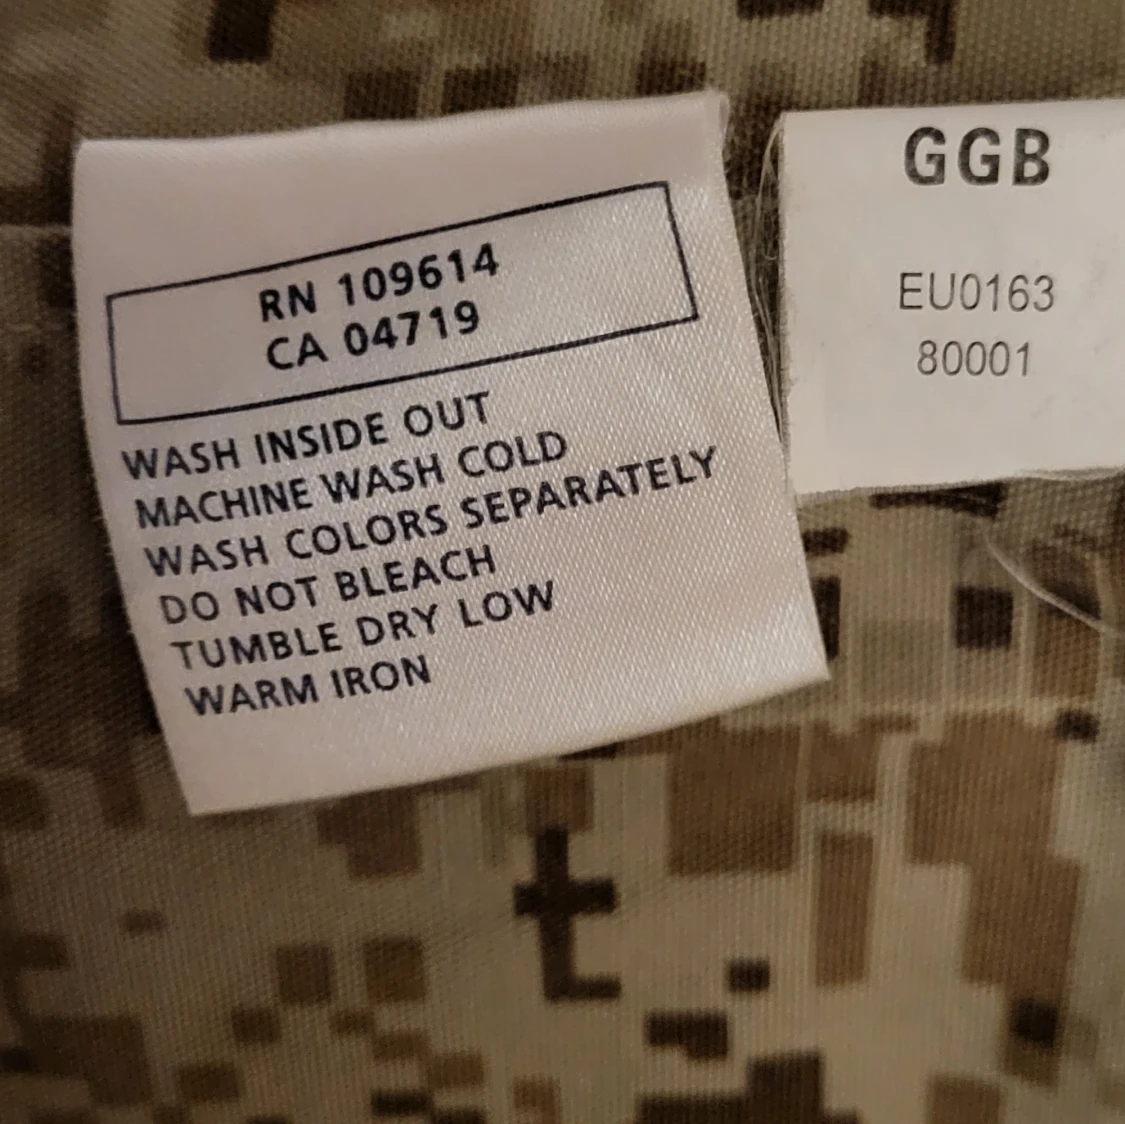 RN 109614
CA 04719
WASH INSIDE OUT
MACHINE WASH COLD
WASH COLORS SEPARATELY
DO NOT BLEACH
TUMBLE DRY LOW
WARM IRON
GGB
EU0163
80001